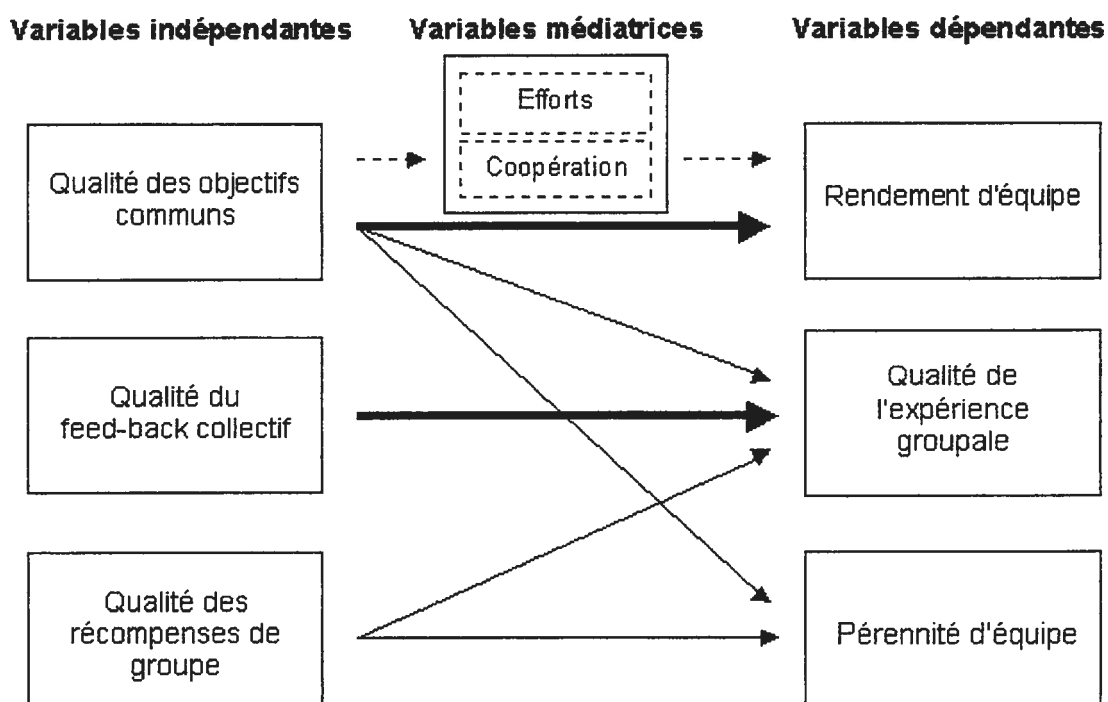 Variables indépendantes
Variables médiatrices
Variables dépendantes
Efforts
Coopération
Qualité des objectifs
communs
Rendement d'équipe
Qualité du
feed-back collectif
Qualité de
l'expérience
groupale
Qualité des
récompenses de
groupe
Pérennité d'équipe